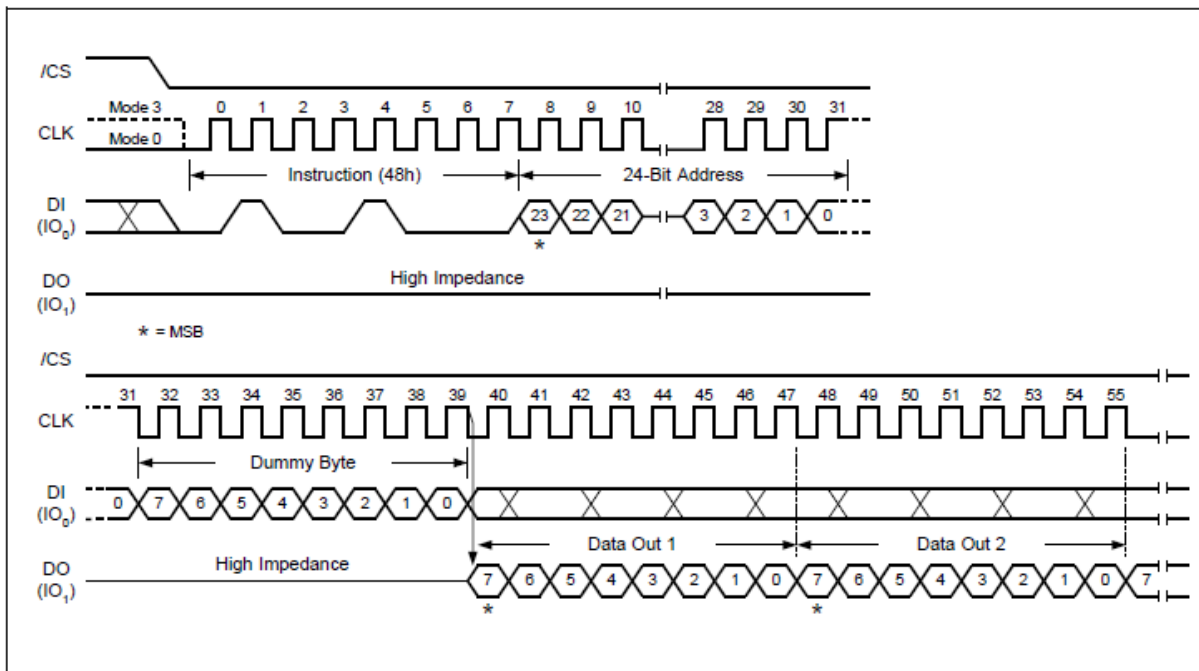 /CS
Mode 3 0 1 2 3 4 5 6 7 8 9 10 28 29 30 31
CLK
Mode 0
Instruction (48h) 24-Bit Address
DI
(IO0) 23 22 21 3 2 1 0
*
DO High Impedance
(IO1)
* = MSB
/CS
31 32 33 34 35 36 37 38 39 40 41 42 43 44 45 46 47 48 49 50 51 52 53 54 55
CLK
Dummy Byte
DI
(IO0) 0 7 6 5 4 3 2 1 0
Data Out 1 Data Out 2
DO High Impedance
(IO1) 7 6 5 4 3 2 1 0 7 6 5 4 3 2 1 0 7
* *